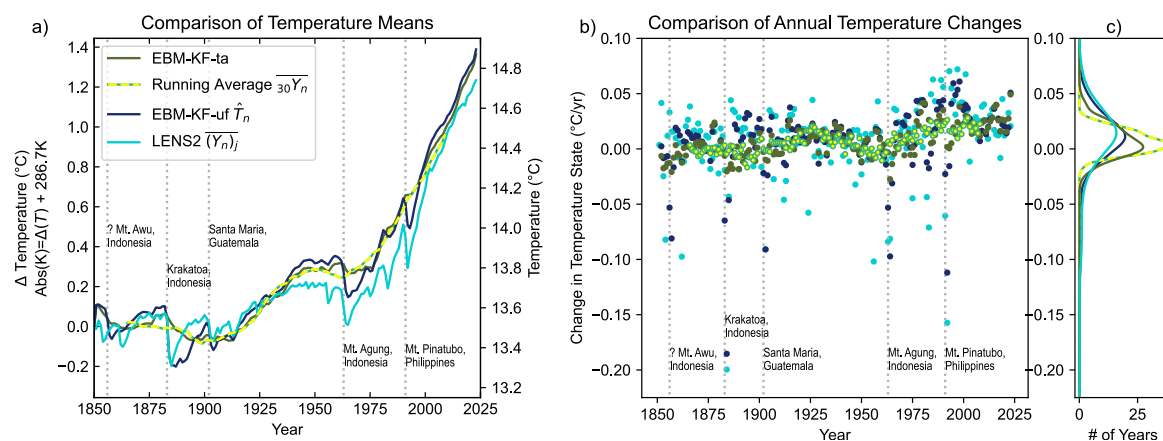 a)
Comparison of Temperature Means
EBM-KF-ta
Running Average ₃₀Y̅ₙ
EBM-KF-uf T̂ₙ
LENS2 (Yₙ)ⱼ
? Mt. Awu,
Indonesia
Krakatoa,
Indonesia
Santa Maria,
Guatemala
Mt. Agung,
Indonesia
Mt. Pinatubo,
Philippines
Δ Temperature (°C)
Abs(K)=Δ(T) + 286.7K
1.4
1.2
1.0
0.8
0.6
0.4
0.2
0.0
−0.2
14.8
14.6
14.4
14.2
14.0
13.8
13.6
13.4
13.2
Temperature (°C)
1850 1875 1900 1925 1950 1975 2000 2025
Year
b)
Comparison of Annual Temperature Changes
Change in Temperature State (°C/yr)
0.10
0.05
0.00
−0.05
−0.10
−0.15
−0.20
Krakatoa,
Indonesia
? Mt. Awu,
Indonesia
Santa Maria,
Guatemala
Mt. Agung,
Indonesia
Mt. Pinatubo,
Philippines
1850 1875 1900 1925 1950 1975 2000 2025
Year
c)
0.10
0.05
0.00
−0.05
−0.10
−0.15
−0.20
0 25
# of Years